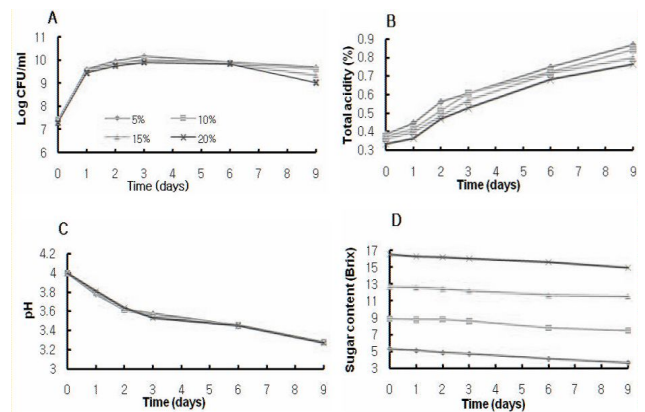 A
Log CFU/ml
11
10
9
8
7
6
0 1 2 3 4 5 6 7 8 9
Time (days)
5% 10%
15% 20%
B
Total acidity (%)
0.9
0.8
0.7
0.6
0.5
0.4
0.3
0 1 2 3 4 5 6 7 8 9
Time (days)
C
pH
4.2
4
3.8
3.6
3.4
3.2
3
0 1 2 3 4 5 6 7 8 9
Time (days)
D
Sugar content (Brix)
17
15
13
11
9
7
5
3
0 1 2 3 4 5 6 7 8 9
Time (days)